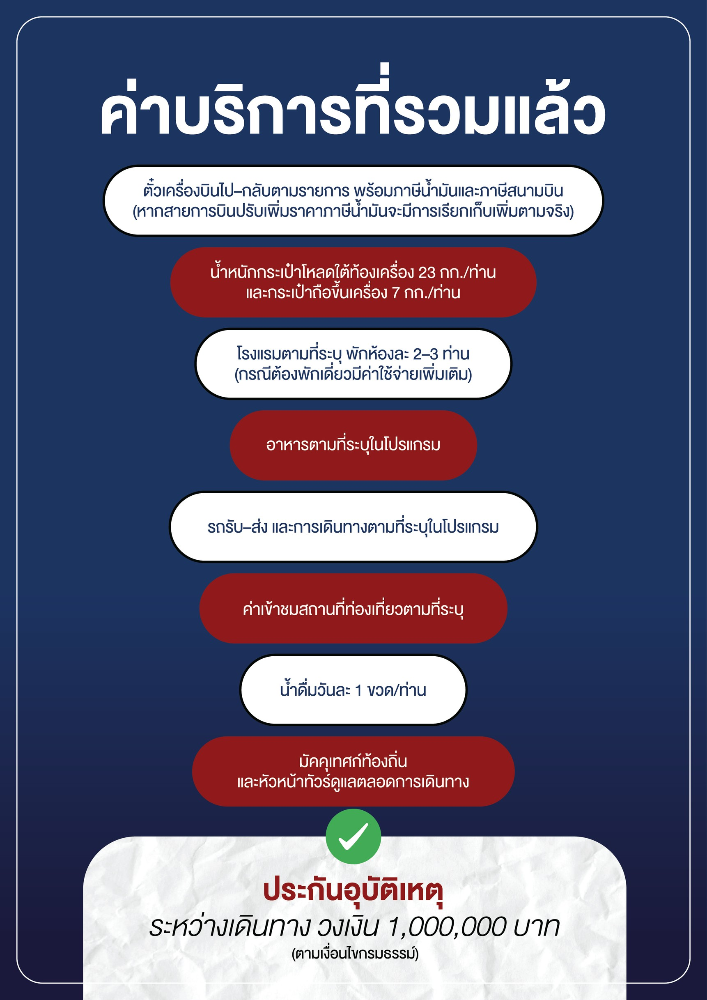 ค่าบริการที่รวมแล้ว
ตั๋วเครื่องบินไป–กลับตามรายการ พร้อมภาษีน้ำมันและภาษีสนามบิน
(หากสายการบินปรับเพิ่มราคาภาษีน้ำมันจะมีการเรียกเก็บเพิ่มตามจริง)
น้ำหนักกระเป๋าโหลดใต้ท้องเครื่อง 23 กก./ท่าน
และกระเป๋าถือขึ้นเครื่อง 7 กก./ท่าน
โรงแรมตามที่ระบุ พักห้องละ 2–3 ท่าน
(กรณีต้องพักเดี่ยวมีค่าใช้จ่ายเพิ่มเติม)
อาหารตามที่ระบุในโปรแกรม
รถรับ–ส่ง และการเดินทางตามที่ระบุในโปรแกรม
ค่าเข้าชมสถานที่ท่องเที่ยวตามที่ระบุ
น้ำดื่มวันละ 1 ขวด/ท่าน
มัคคุเทศก์ท้องถิ่น
และหัวหน้าทัวร์ดูแลตลอดการเดินทาง
ประกันอุบัติเหตุ
ระหว่างเดินทาง วงเงิน 1,000,000 บาท
(ตามเงื่อนไขกรมธรรม์)